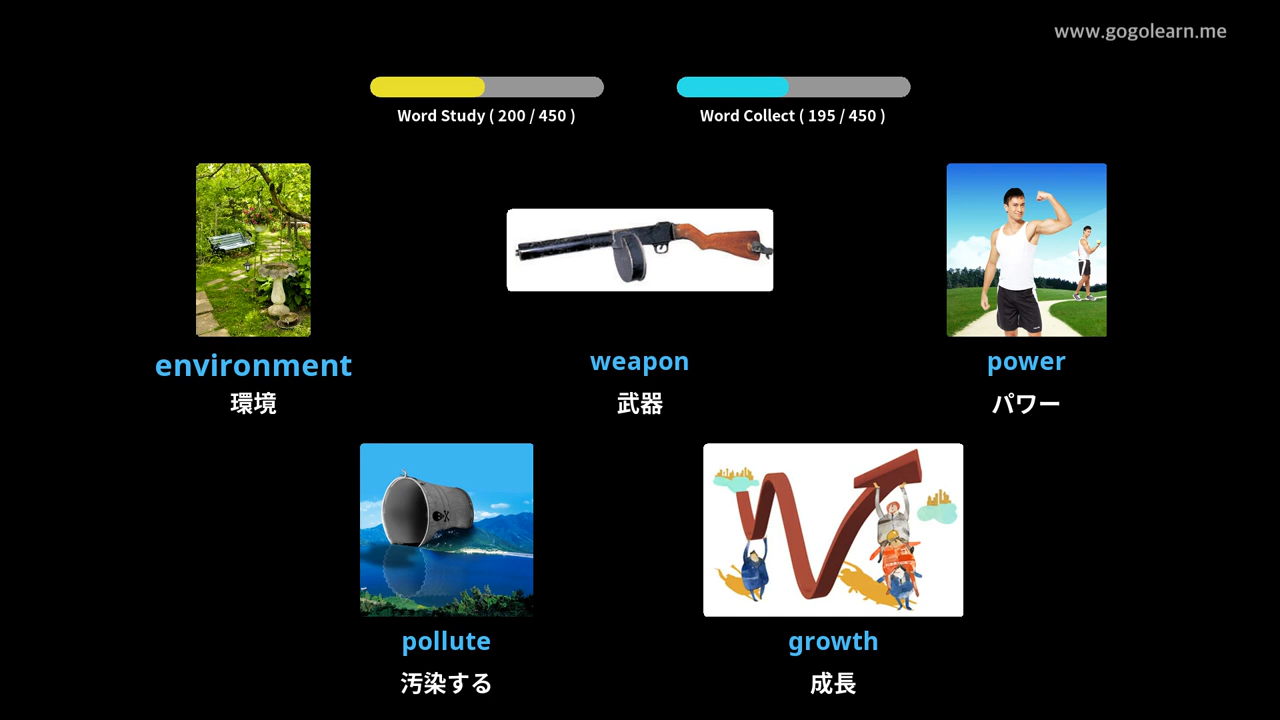 www.gogolearn.me
Word Study ( 200 / 450 )
Word Collect ( 195 / 450 )
environment
環境
weapon
武器
power
パワー
pollute
汚染する
growth
成長